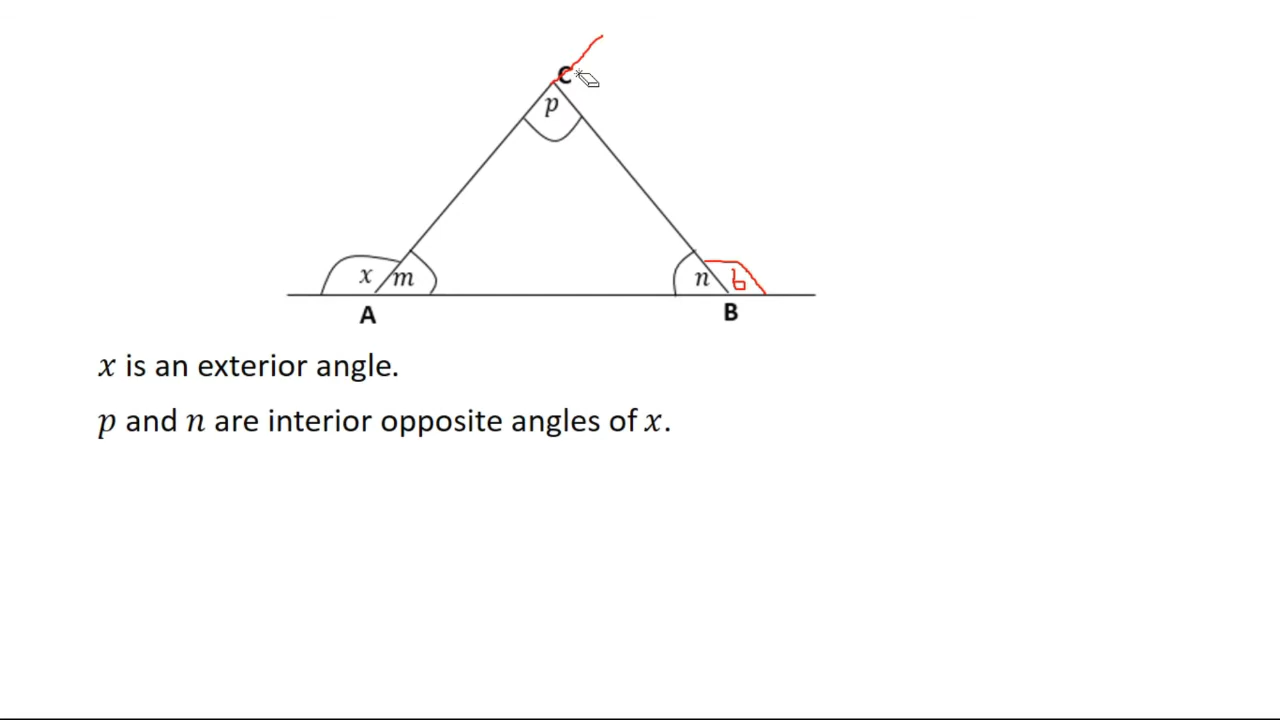 C
p
x m n b
A B
x is an exterior angle.
p and n are interior opposite angles of x.